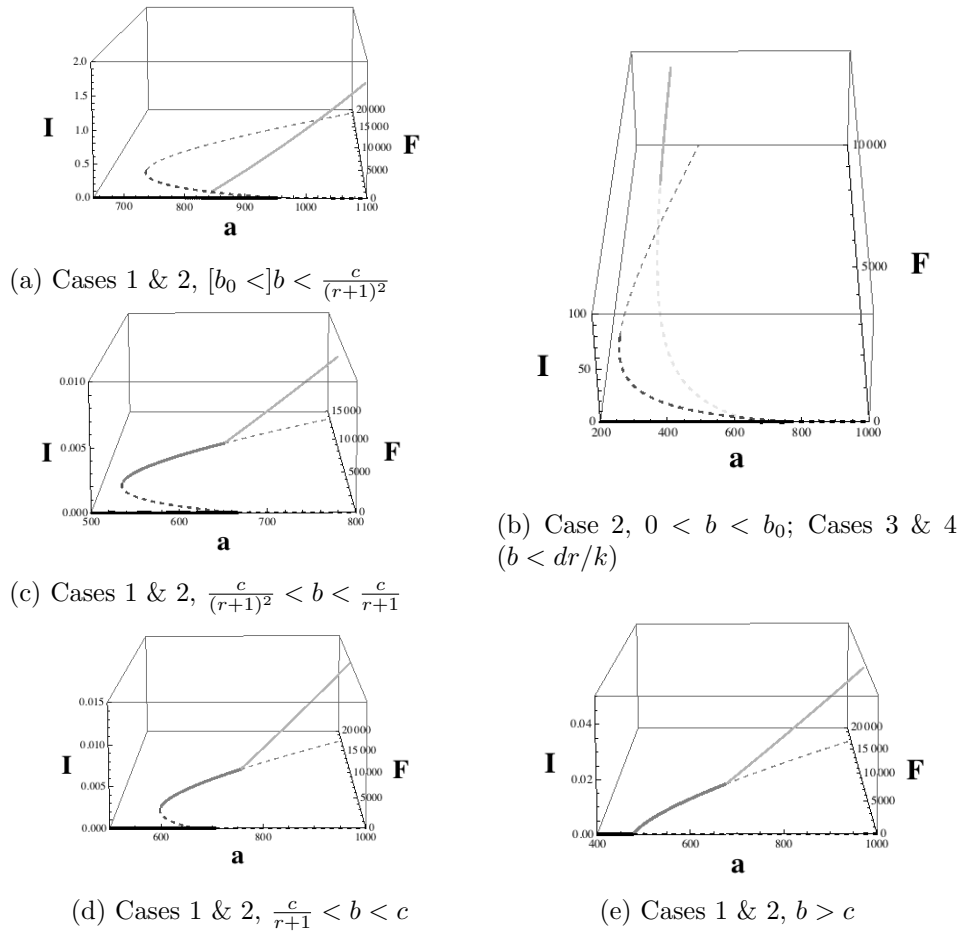 2.0
1.5
I
1.0
0.5
0.0
700 800 900 1000 1100
a
20000
15000
10000
5000
0
F
(a) Cases 1 & 2, [b₀ <]b < c/(r+1)²
100
50
0
I
200 400 600 800 1000
a
10000
5000
0
F
(b) Case 2, 0 < b < b₀; Cases 3 & 4
(b < dr/k)
0.010
I
0.005
0.000
500 600 700 800
a
15000
10000
5000
0
F
(c) Cases 1 & 2, c/(r+1)² < b < c/(r+1)
0.015
0.010
I
0.005
0.000
600 800 1000
a
20000
15000
10000
5000
0
F
(d) Cases 1 & 2, c/(r+1) < b < c
0.04
I
0.02
0.00
400 600 800 1000
a
20000
15000
10000
5000
0
F
(e) Cases 1 & 2, b > c